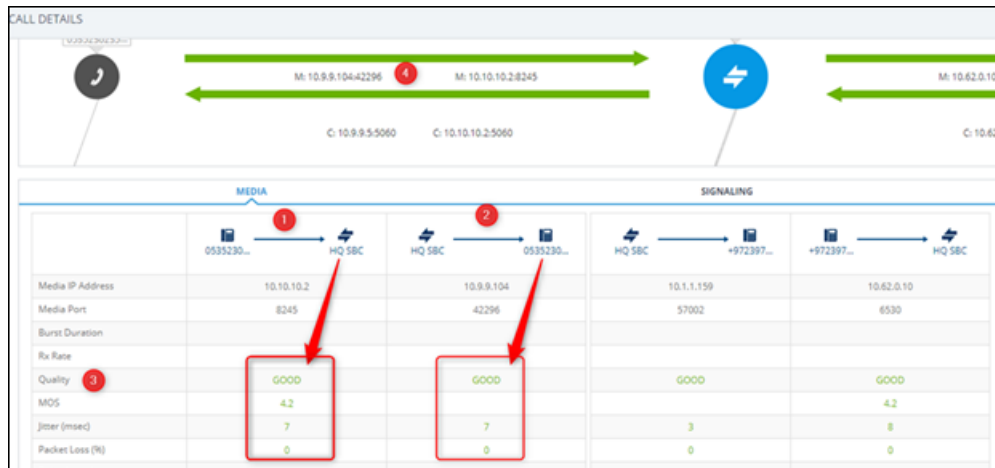 CALL DETAILS
M: 10.9.9.104:42296 4 M: 10.10.10.2:8245 M: 10.62.0.10
C: 10.9.9.5:5060 C: 10.10.10.2:5060 C: 10.62
MEDIA SIGNALING
1 2
0535230... HQ SBC HQ SBC 0535230... HQ SBC +972397... +972397... HQ SBC
Media IP Address 10.10.10.2 10.9.9.104 10.1.1.159 10.62.0.10
Media Port 8245 42296 57002 6530
Burst Duration
Rx Rate
Quality 3 GOOD GOOD GOOD GOOD
MOS 4.2 4.2
Jitter (msec) 7 7 3 8
Packet Loss (%) 0 0 0 0